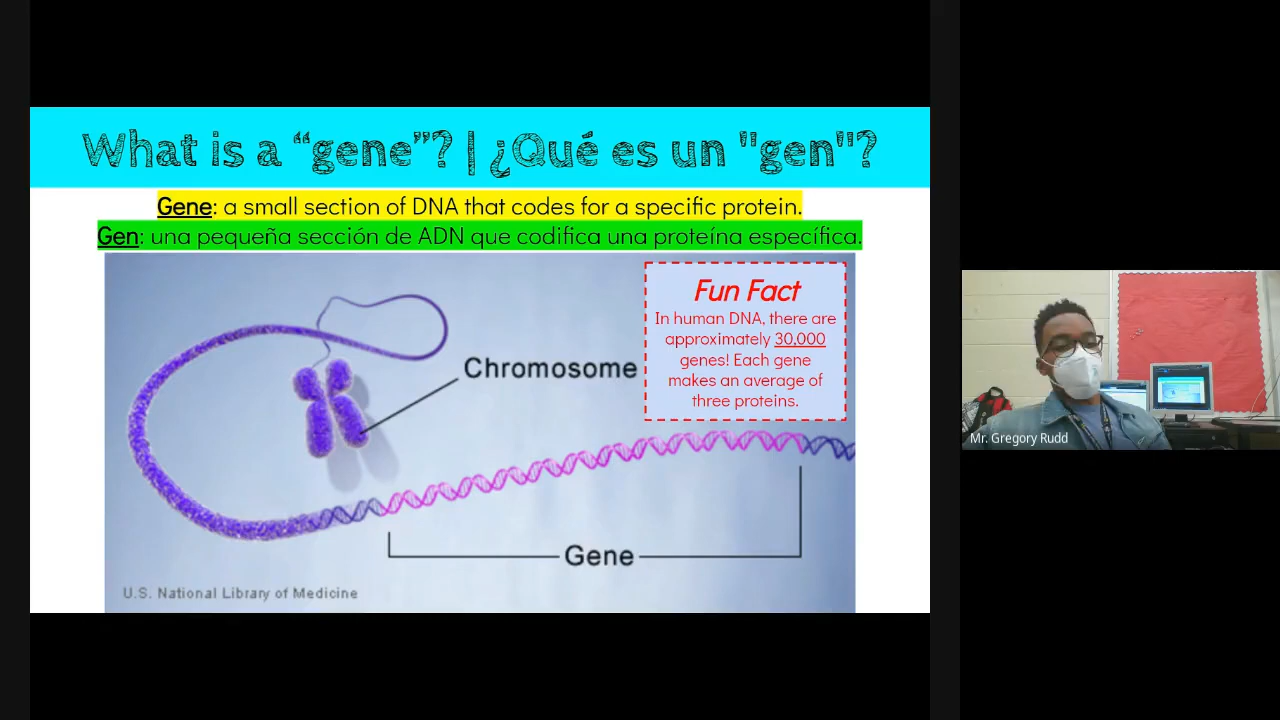 What is a “gene”? | ¿Qué es un "gen"?
Gene: a small section of DNA that codes for a specific protein.
Gen: una pequeña sección de ADN que codifica una proteína específica.
Fun Fact
In human DNA, there are
approximately 30,000
genes! Each gene
makes an average of
three proteins.
Chromosome
Gene
U.S. National Library of Medicine
Mr. Gregory Rudd